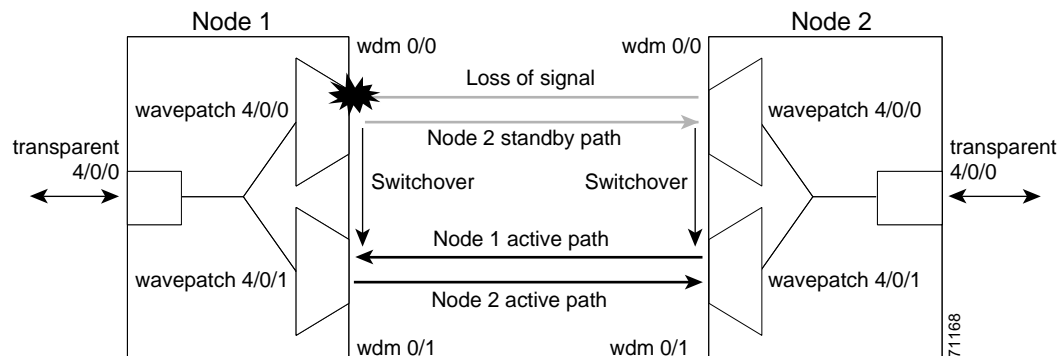 Node 1
Node 2
wdm 0/0
wdm 0/0
Loss of signal
wavepatch 4/0/0
wavepatch 4/0/0
Node 2 standby path
transparent
4/0/0
transparent
4/0/0
Switchover
Switchover
Node 1 active path
wavepatch 4/0/1
wavepatch 4/0/1
Node 2 active path
wdm 0/1
wdm 0/1
71168